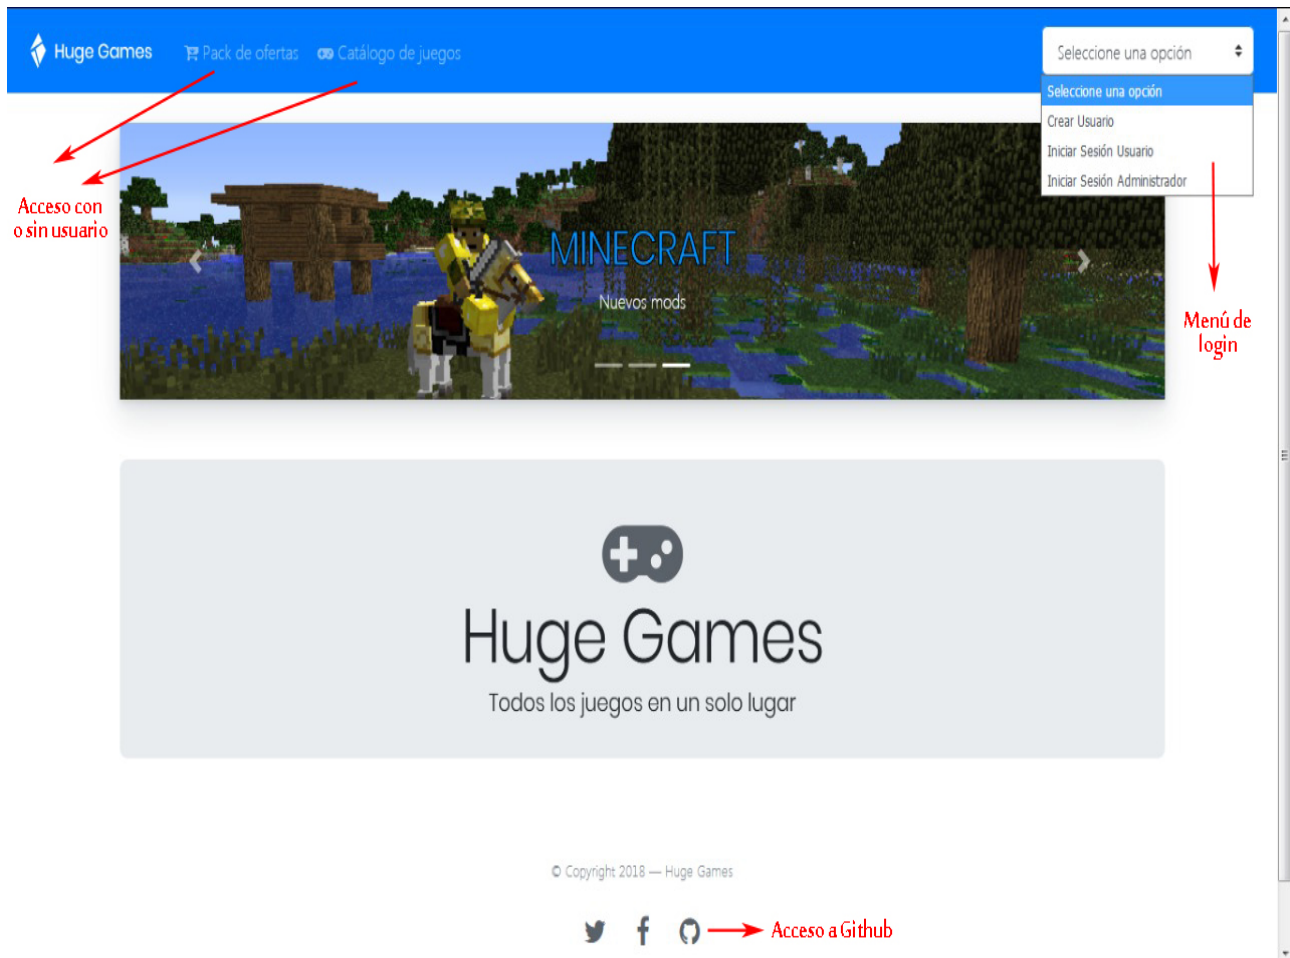 Huge Games
Pack de ofertas
Catálogo de juegos
Seleccione una opción
Seleccione una opción
Crear Usuario
Iniciar Sesión Usuario
Iniciar Sesión Administrador
Acceso con
o sin usuario
MINECRAFT
Nuevos mods
Menú de
login
Huge Games
Todos los juegos en un solo lugar
© Copyright 2018 — Huge Games
Acceso a Github